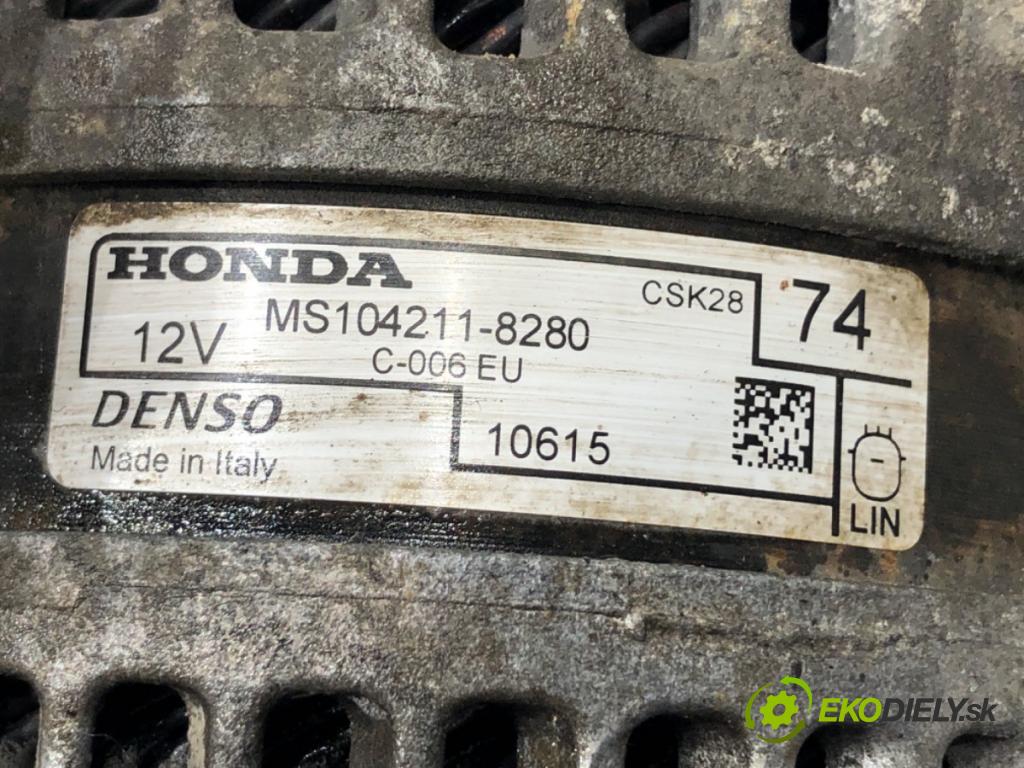 HONDA
CSK28
74
12V
MS104211-8280
C-006 EU
DENSO
10615
Made in Italy
LIN
EKODIELY.sk